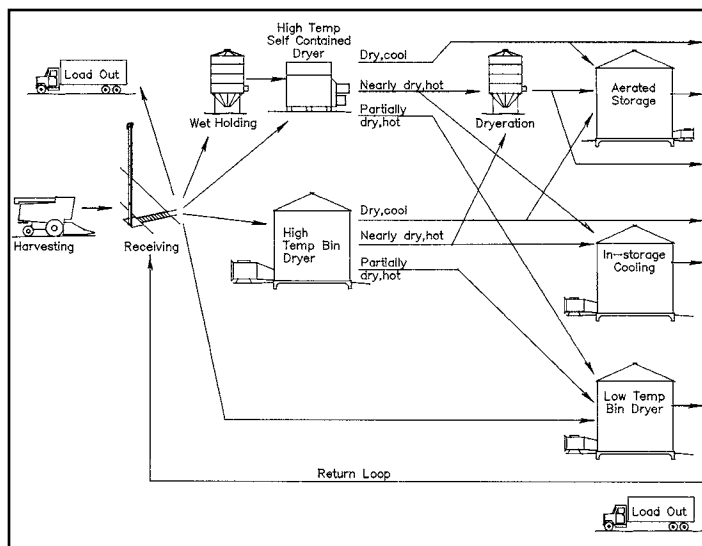 High Temp
Self Contained
Dryer
Load Out
Dry,cool
Nearly dry,hot
Partially
dry,hot
Wet Holding
Dryeration
Aerated
Storage
Harvesting
Receiving
High
Temp Bin
Dryer
Dry,cool
Nearly dry,hot
Partially
dry,hot
In-storage
Cooling
Low Temp
Bin Dryer
Return Loop
Load Out